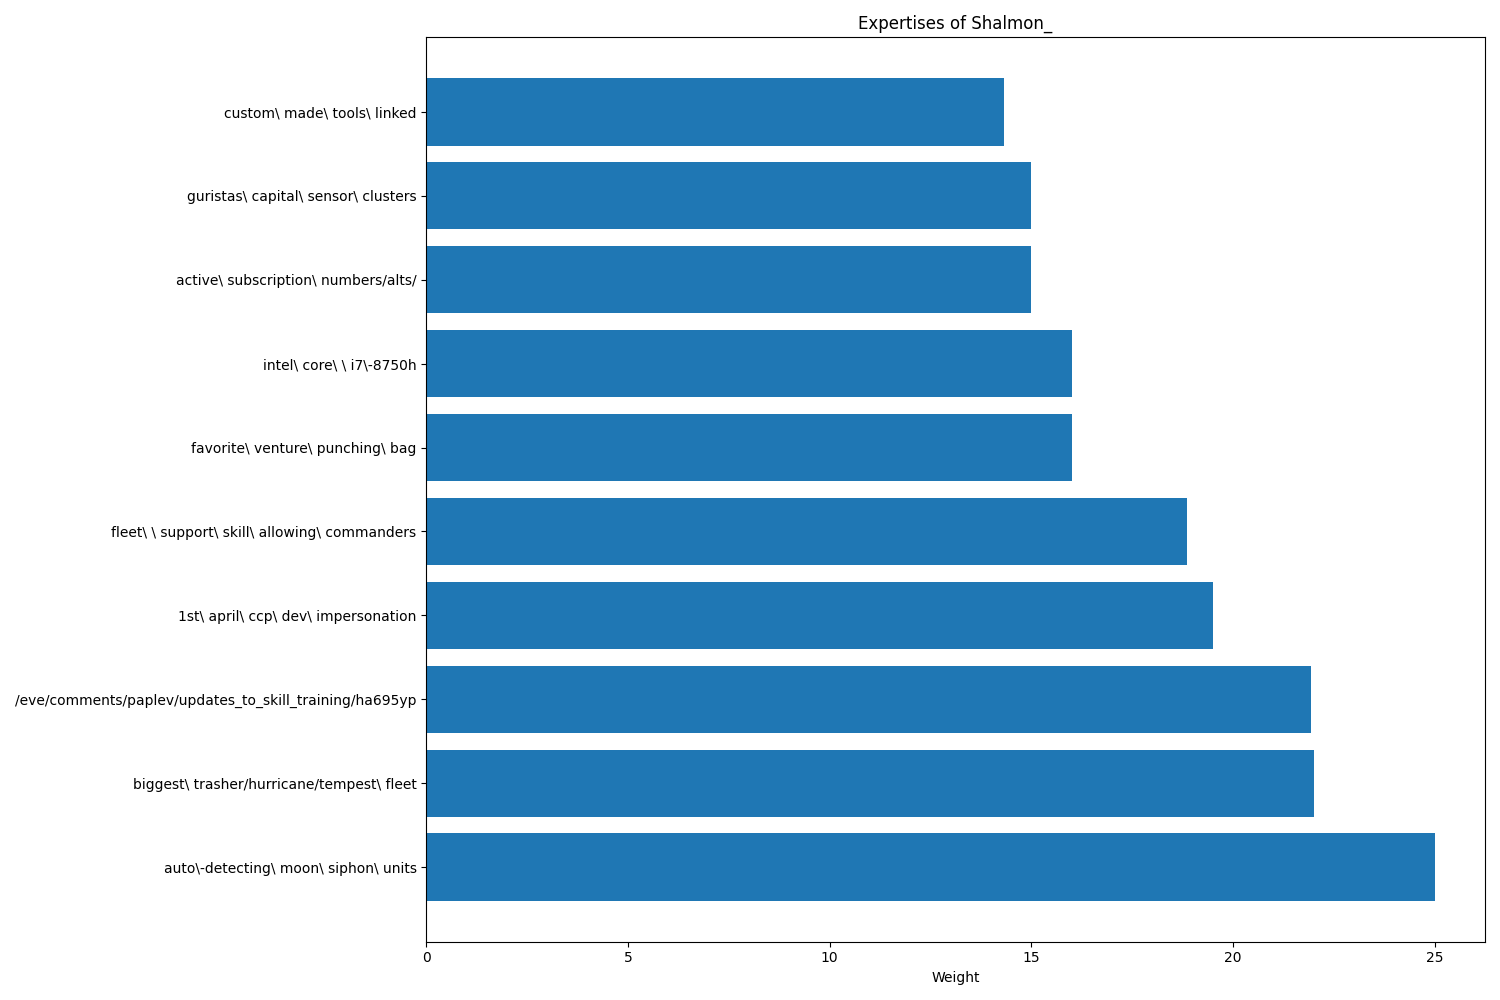 Expertises of Shalmon_
custom\ made\ tools\ linked
guristas\ capital\ sensor\ clusters
active\ subscription\ numbers/alts/
intel\ core\ \ i7\-8750h
favorite\ venture\ punching\ bag
fleet\ \ support\ skill\ allowing\ commanders
1st\ april\ ccp\ dev\ impersonation
/eve/comments/paplev/updates_to_skill_training/ha695yp
biggest\ trasher/hurricane/tempest\ fleet
auto\-detecting\ moon\ siphon\ units
0 5 10 15 20 25
Weight